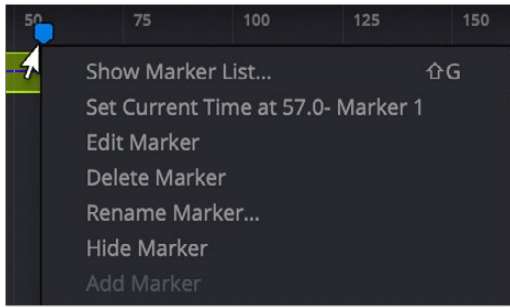 50 75 100 125 150
Show Marker List... ⇧G
Set Current Time at 57.0- Marker 1
Edit Marker
Delete Marker
Rename Marker...
Hide Marker
Add Marker